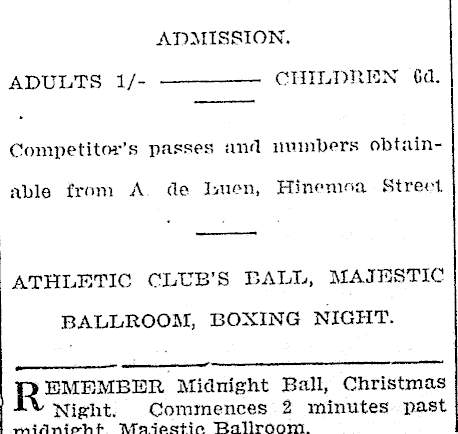 ADMISSION.
ADULTS 1/- ——— CHILDREN 6d.
Competitor's passes and numbers obtain-
able from A de Luen, Hinemoa Street
ATHLETIC CLUB'S BALL, MAJESTIC
BALLROOM, BOXING NIGHT.
REMEMBER Midnight Ball, Christmas
Night. Commences 2 minutes past
midnight. Majestic Ballroom.